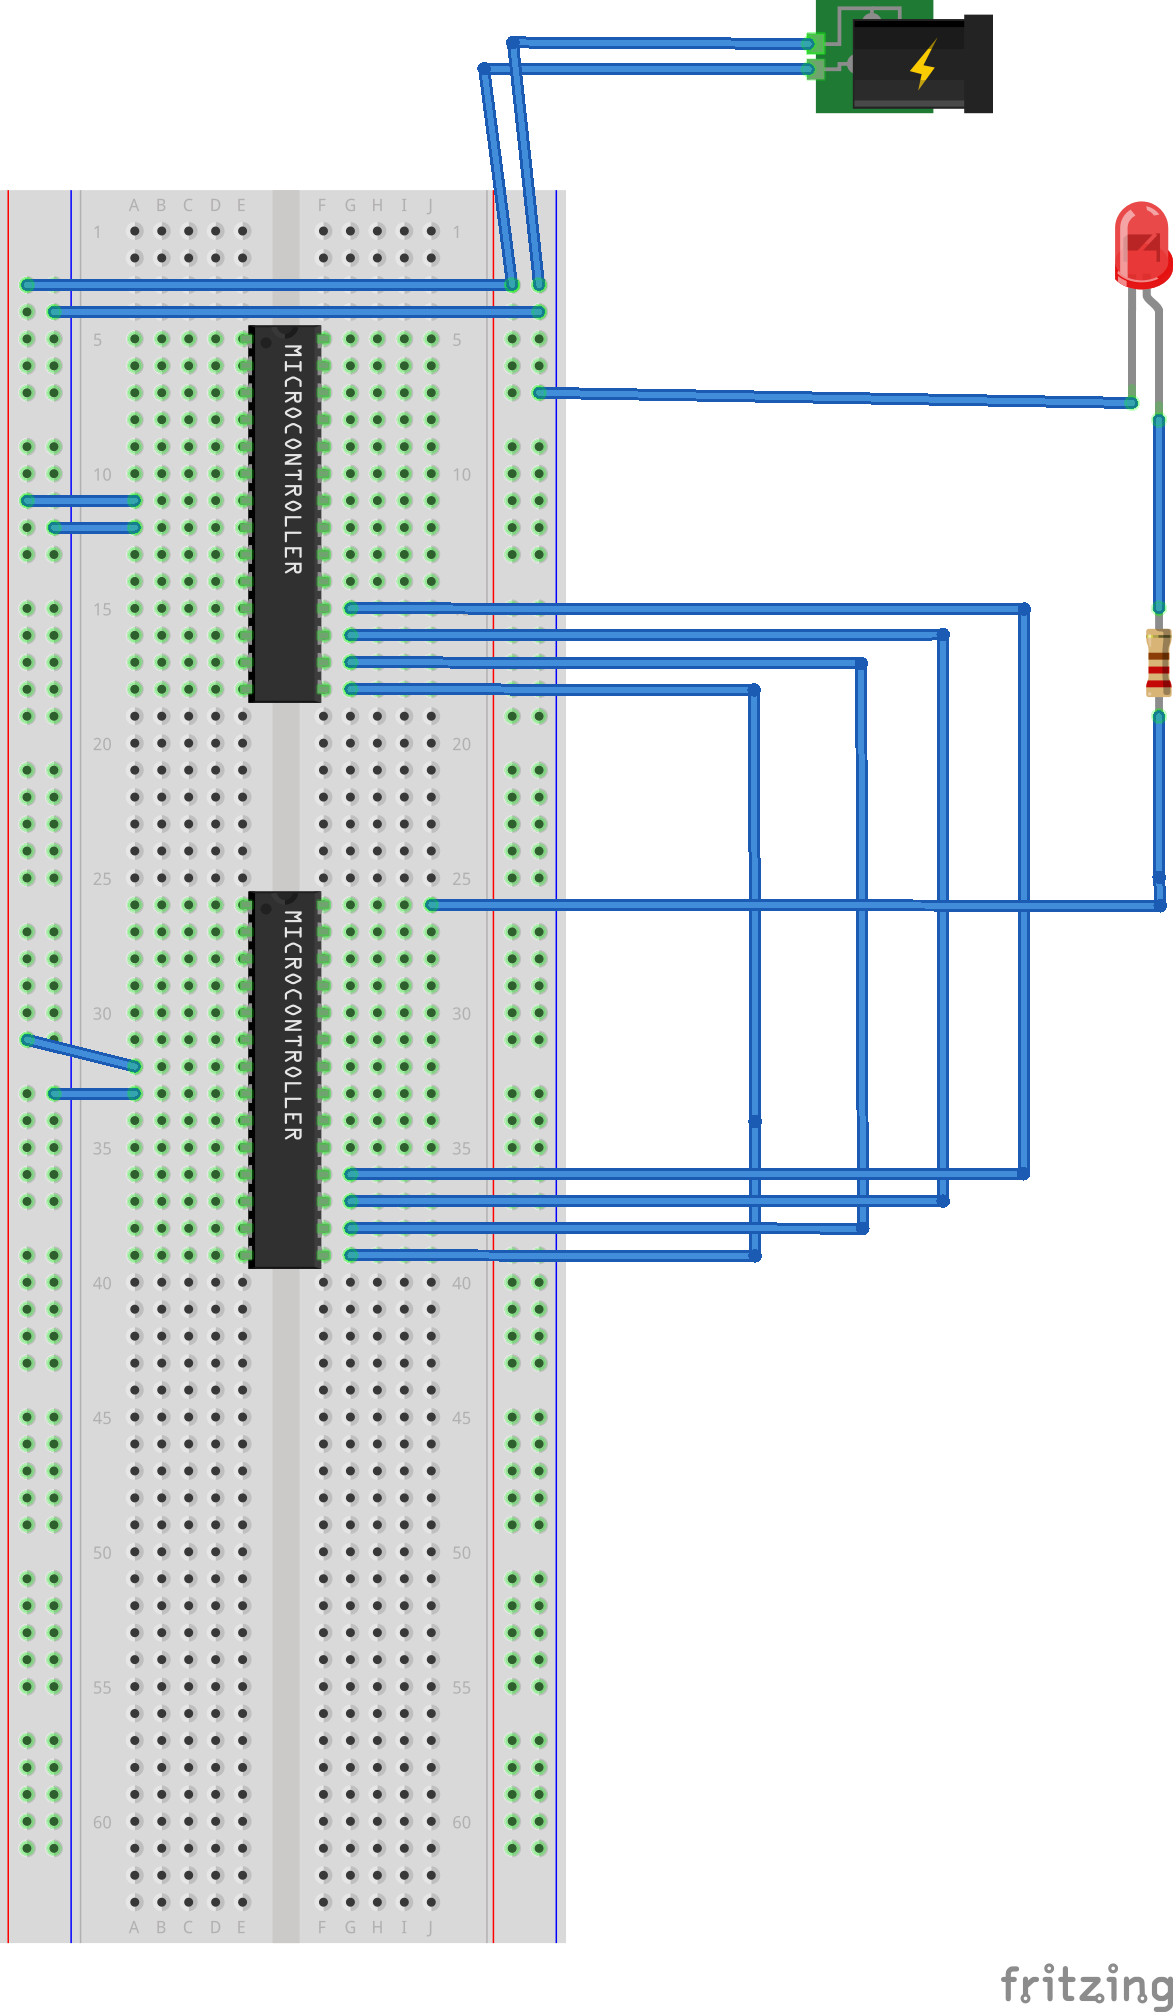 A B C D E F G H I J
1 1
5 5
MICROCONTROLLER
10 10
15
20 20
25 25
MICROCONTROLLER
30 30
35 35
40 40
45 45
50 50
55 55
60 60
A B C D E F G H I J
fritzing